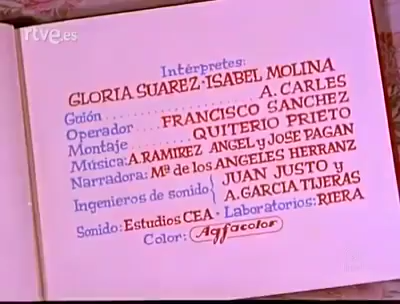 rtve.es
Intérpretes:
GLORIA SUAREZ·ISABEL MOLINA
Guión ............ A. CARLES
Operador .... FRANCISCO SANCHEZ
Montaje ........ QUITERIO PRIETO
Música: A. RAMIREZ ANGEL y JOSE PAGAN
Narradora: Mª de los ANGELES HERRANZ
Ingenieros de sonido { JUAN JUSTO y
A. GARCIA TIJERAS
Sonido: Estudios CEA · Laboratorios: RIERA
Color: Agfacolor